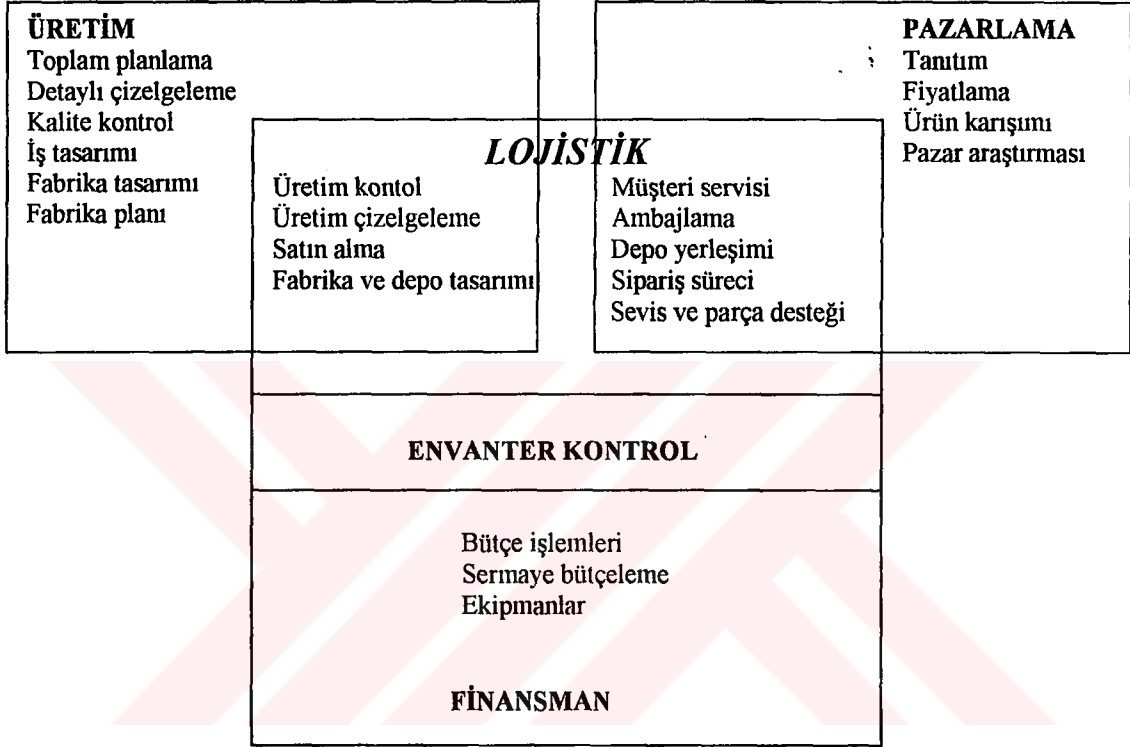 ÜRETİM
Toplam planlama
Detaylı çizelgeleme
Kalite kontrol
İş tasarımı
Fabrika tasarımı
Fabrika planı
PAZARLAMA
Tanıtım
Fiyatlama
Ürün karışımı
Pazar araştırması
LOJİSTİK
Üretim kontol
Üretim çizelgeleme
Satın alma
Fabrika ve depo tasarımı
Müşteri servisi
Ambajlama
Depo yerleşimi
Sipariş süreci
Sevis ve parça desteği
ENVANTER KONTROL
Bütçe işlemleri
Sermaye bütçeleme
Ekipmanlar
FİNANSMAN